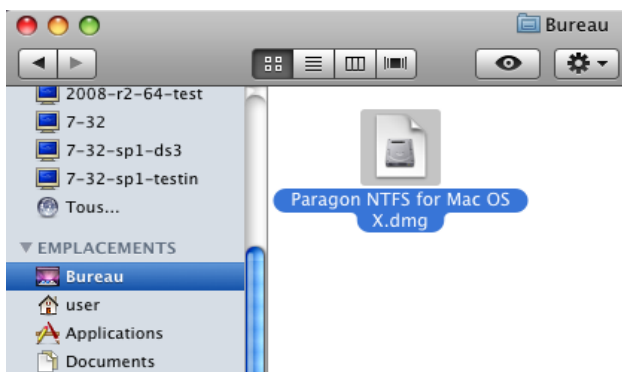 Bureau
2008-r2-64-test
7-32
7-32-sp1-ds3
7-32-sp1-testin
Tous...
EMPLACEMENTS
Bureau
user
Applications
Documents
Paragon NTFS for Mac OS
X.dmg